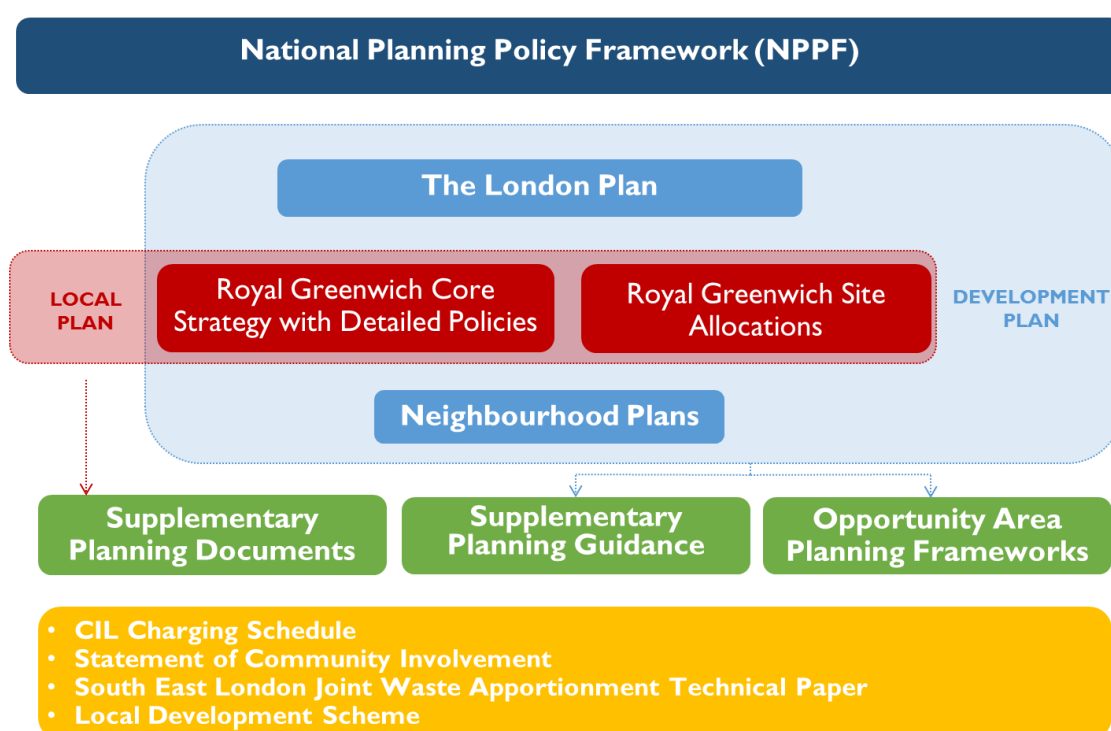 National Planning Policy Framework (NPPF)
The London Plan
LOCAL
PLAN
Royal Greenwich Core
Strategy with Detailed Policies
Royal Greenwich Site
Allocations
DEVELOPMENT
PLAN
Neighbourhood Plans
Supplementary
Planning Documents
Supplementary
Planning Guidance
Opportunity Area
Planning Frameworks
• CIL Charging Schedule
• Statement of Community Involvement
• South East London Joint Waste Apportionment Technical Paper
• Local Development Scheme